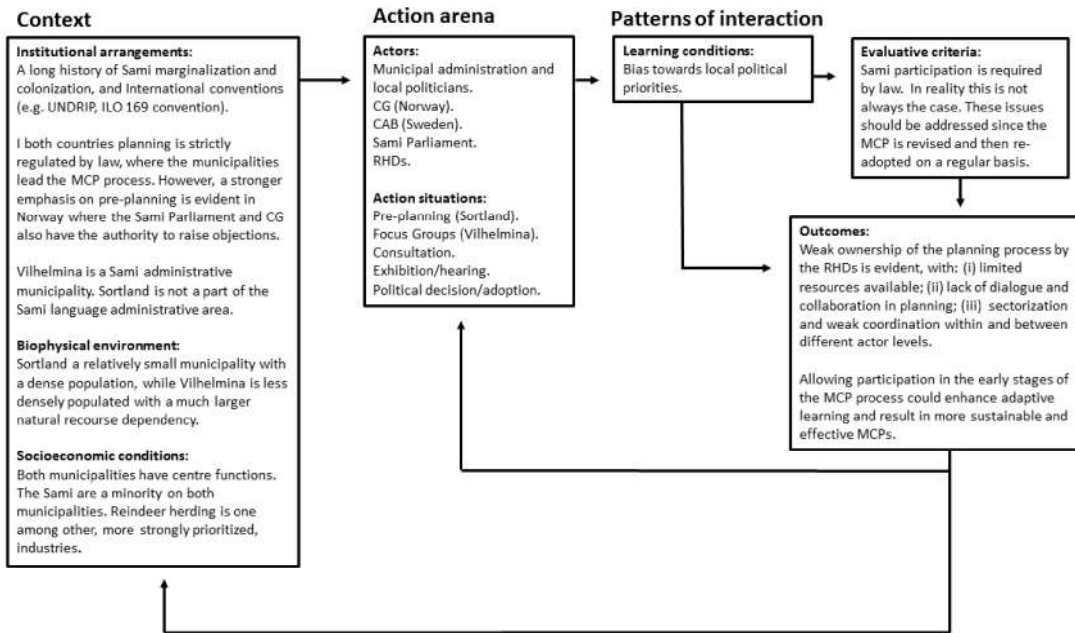 Context
Institutional arrangements:
A long history of Sami marginalization and
colonization, and International conventions
(e.g. UNDRIP, ILO 169 convention).
I both countries planning is strictly
regulated by law, where the municipalities
lead the MCP process. However, a stronger
emphasis on pre-planning is evident in
Norway where the Sami Parliament and CG
also have the authority to raise objections.
Vilhelmina is a Sami administrative
municipality. Sortland is not a part of the
Sami language administrative area.
Biophysical environment:
Sortland a relatively small municipality with
a dense population, while Vilhelmina is less
densely populated with a much larger
natural recourse dependency.
Socioeconomic conditions:
Both municipalities have centre functions.
The Sami are a minority on both
municipalities. Reindeer herding is one
among other, more strongly prioritized,
industries.
Action arena
Actors:
Municipal administration and
local politicians.
CG (Norway).
CAB (Sweden).
Sami Parliament.
RHDs.
Action situations:
Pre-planning (Sortland).
Focus Groups (Vilhelmina).
Consultation.
Exhibition/hearing.
Political decision/adoption.
Patterns of interaction
Learning conditions:
Bias towards local political
priorities.
Evaluative criteria:
Sami participation is required
by law. In reality this is not
always the case. These issues
should be addressed since the
MCP is revised and then re-
adopted on a regular basis.
Outcomes:
Weak ownership of the planning process by
the RHDs is evident, with: (i) limited
resources available; (ii) lack of dialogue and
collaboration in planning; (iii) sectorization
and weak coordination within and between
different actor levels.
Allowing participation in the early stages of
the MCP process could enhance adaptive
learning and result in more sustainable and
effective MCPs.